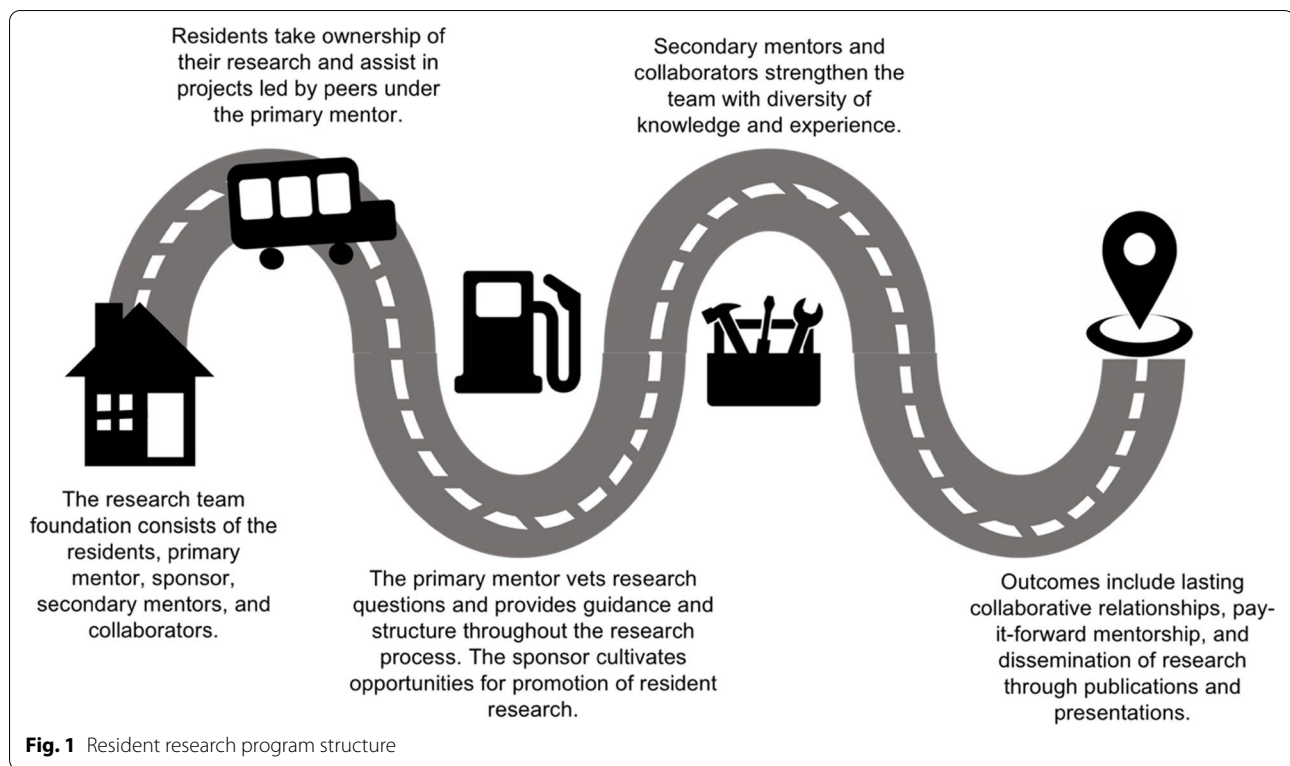 Residents take ownership of
their research and assist in
projects led by peers under
the primary mentor.
Secondary mentors and
collaborators strengthen the
team with diversity of
knowledge and experience.
The research team
foundation consists of the
residents, primary
mentor, sponsor,
secondary mentors, and
collaborators.
The primary mentor vets research
questions and provides guidance and
structure throughout the research
process. The sponsor cultivates
opportunities for promotion of resident
research.
Outcomes include lasting
collaborative relationships, pay-
it-forward mentorship, and
dissemination of research
through publications and
presentations.
Fig. 1 Resident research program structure